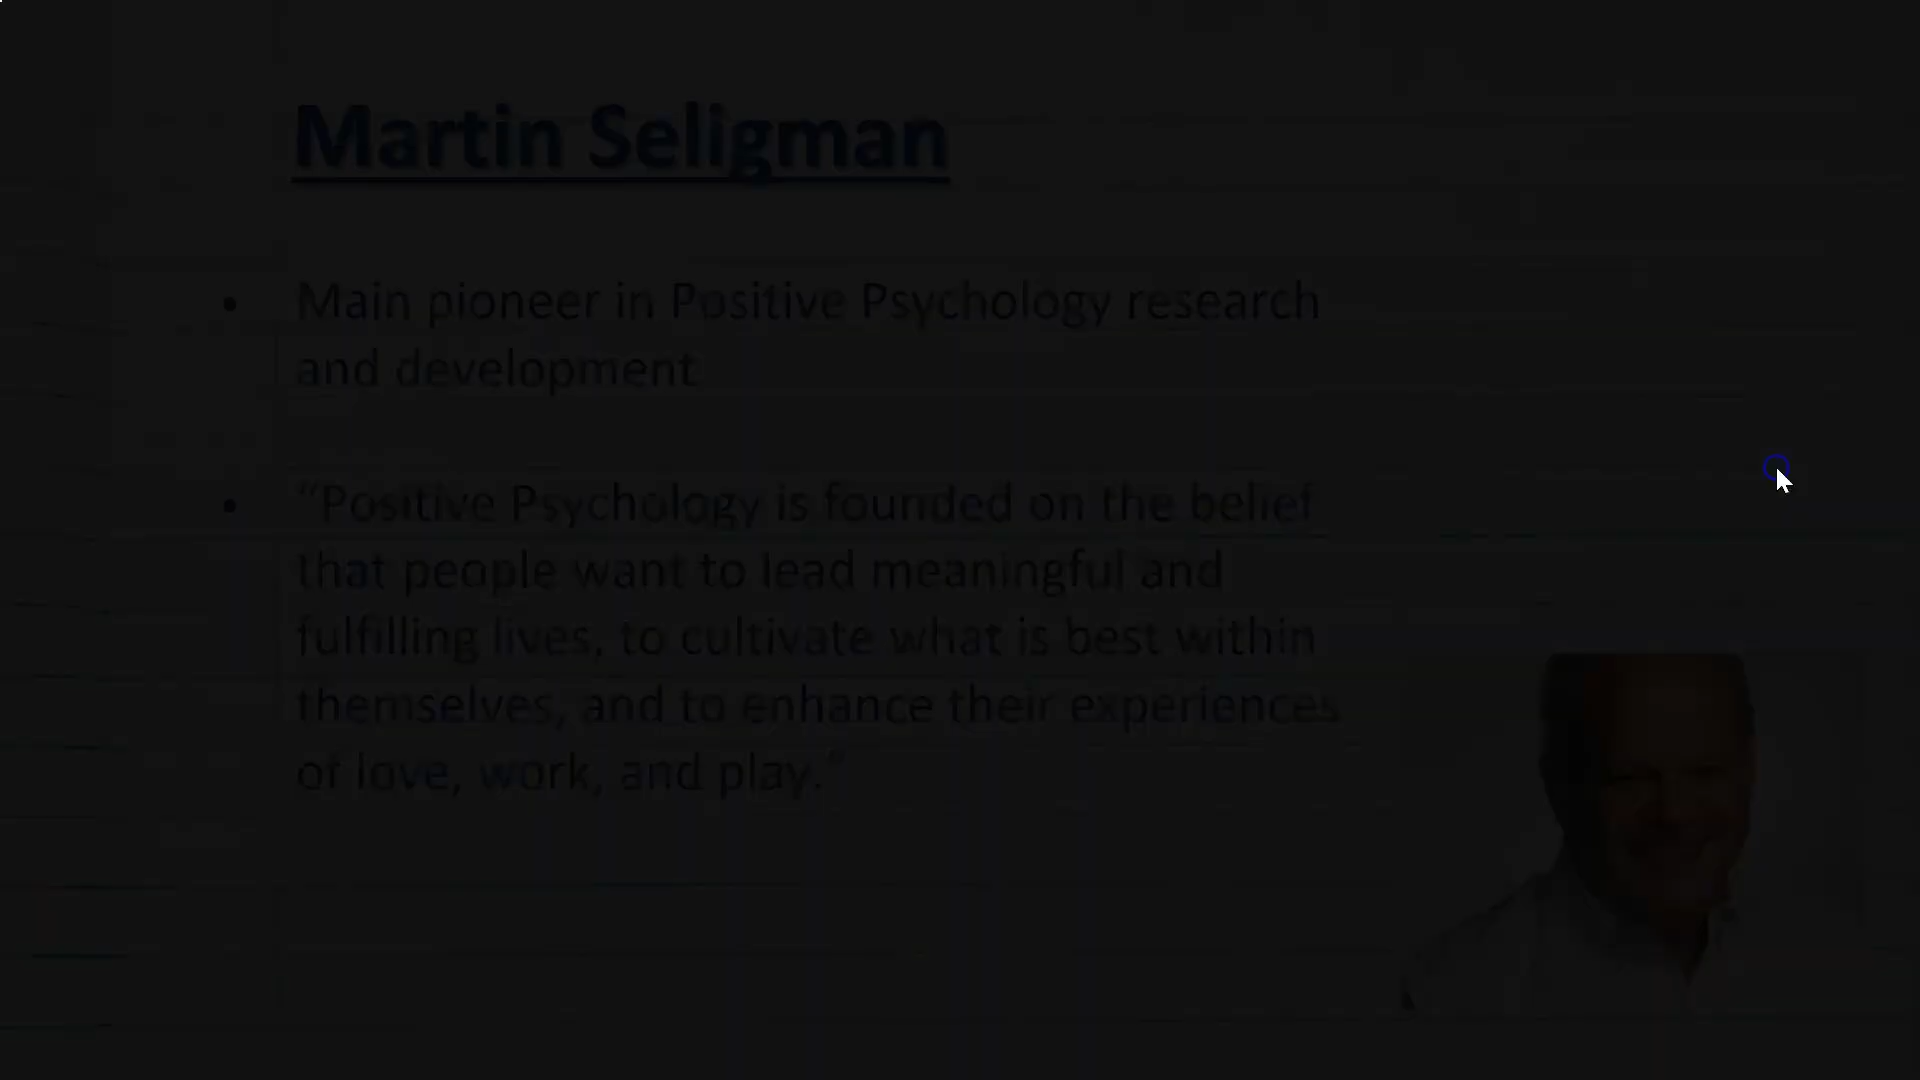 Martin Seligman
• Main pioneer in Positive Psychology research
and development
• "Positive Psychology is founded on the belief
that people want to lead meaningful and
fulfilling lives, to cultivate what is best within
themselves, and to enhance their experiences
of love, work, and play."